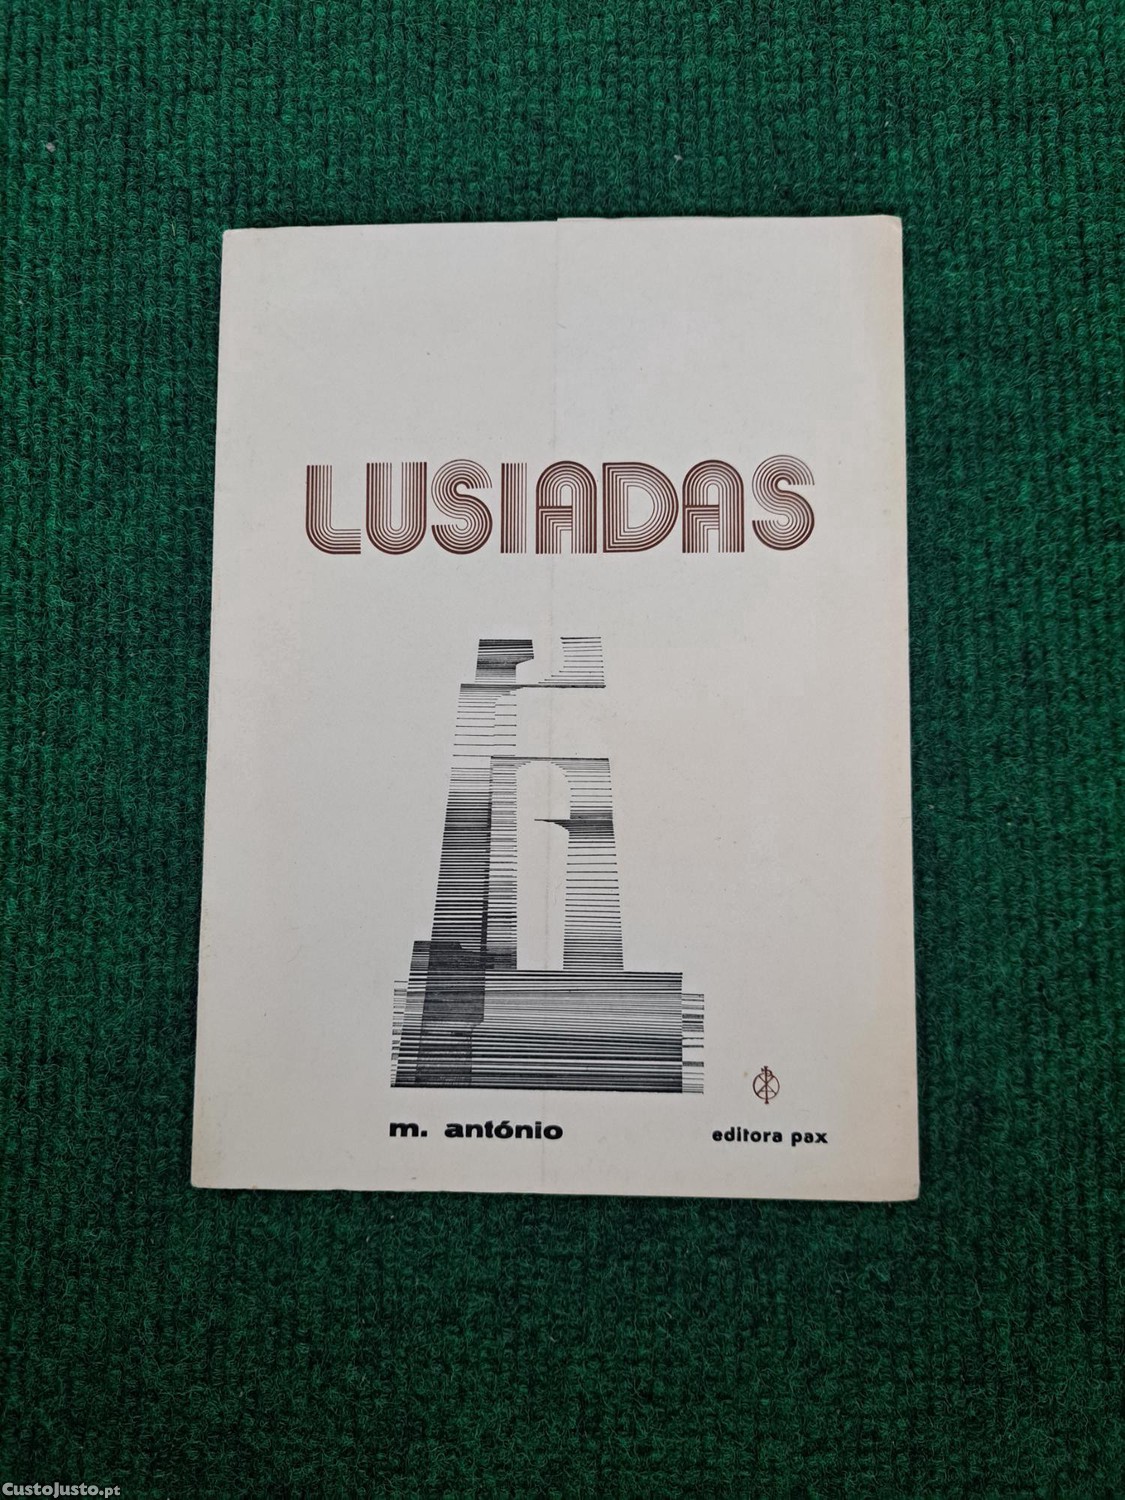 LUSIADAS
m. antónio
editora pax
CustoJusto.pt